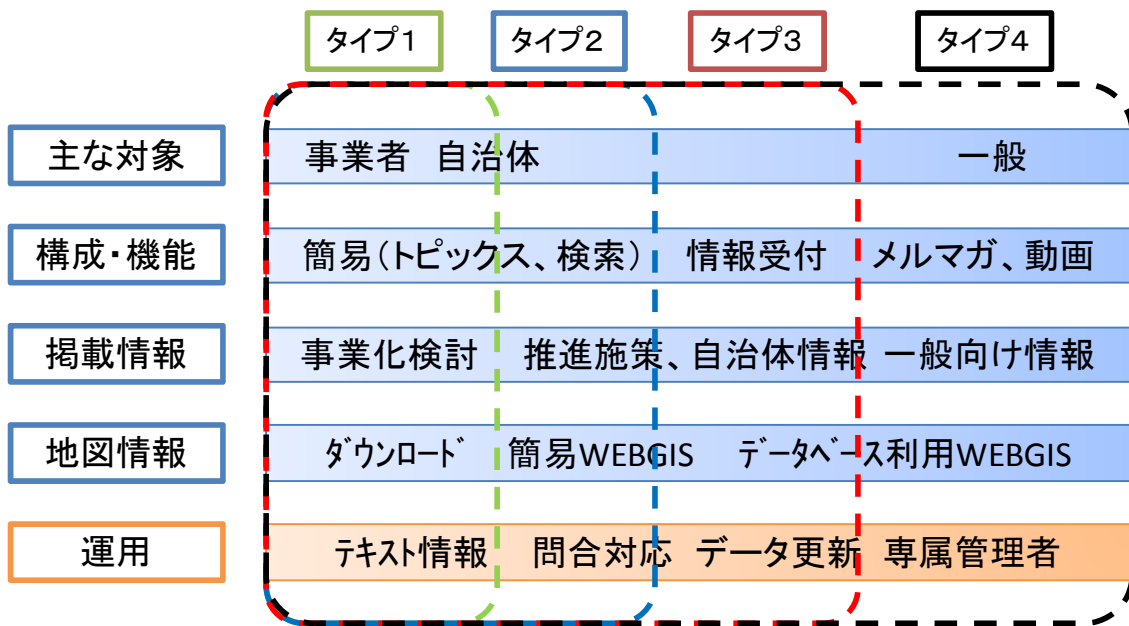 タイプ1 タイプ2 タイプ3 タイプ4
主な対象 事業者 自治体 一般
構成・機能 簡易(トピックス、検索) 情報受付 メルマガ、動画
掲載情報 事業化検討 推進施策、自治体情報 一般向け情報
地図情報 ダウンロード 簡易WEBGIS データベース利用WEBGIS
運用 テキスト情報 問合対応 データ更新 専属管理者